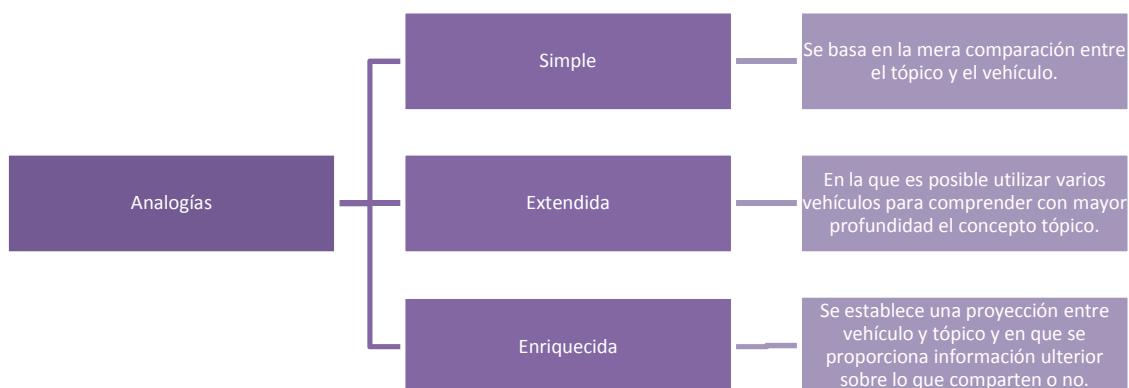 Analogías
Simple
Se basa en la mera comparación entre
el tópico y el vehículo.
Extendida
En la que es posible utilizar varios
vehículos para comprender con mayor
profundidad el concepto tópico.
Enriquecida
Se establece una proyección entre
vehículo y tópico y en que se
proporciona información ulterior
sobre lo que comparten o no.